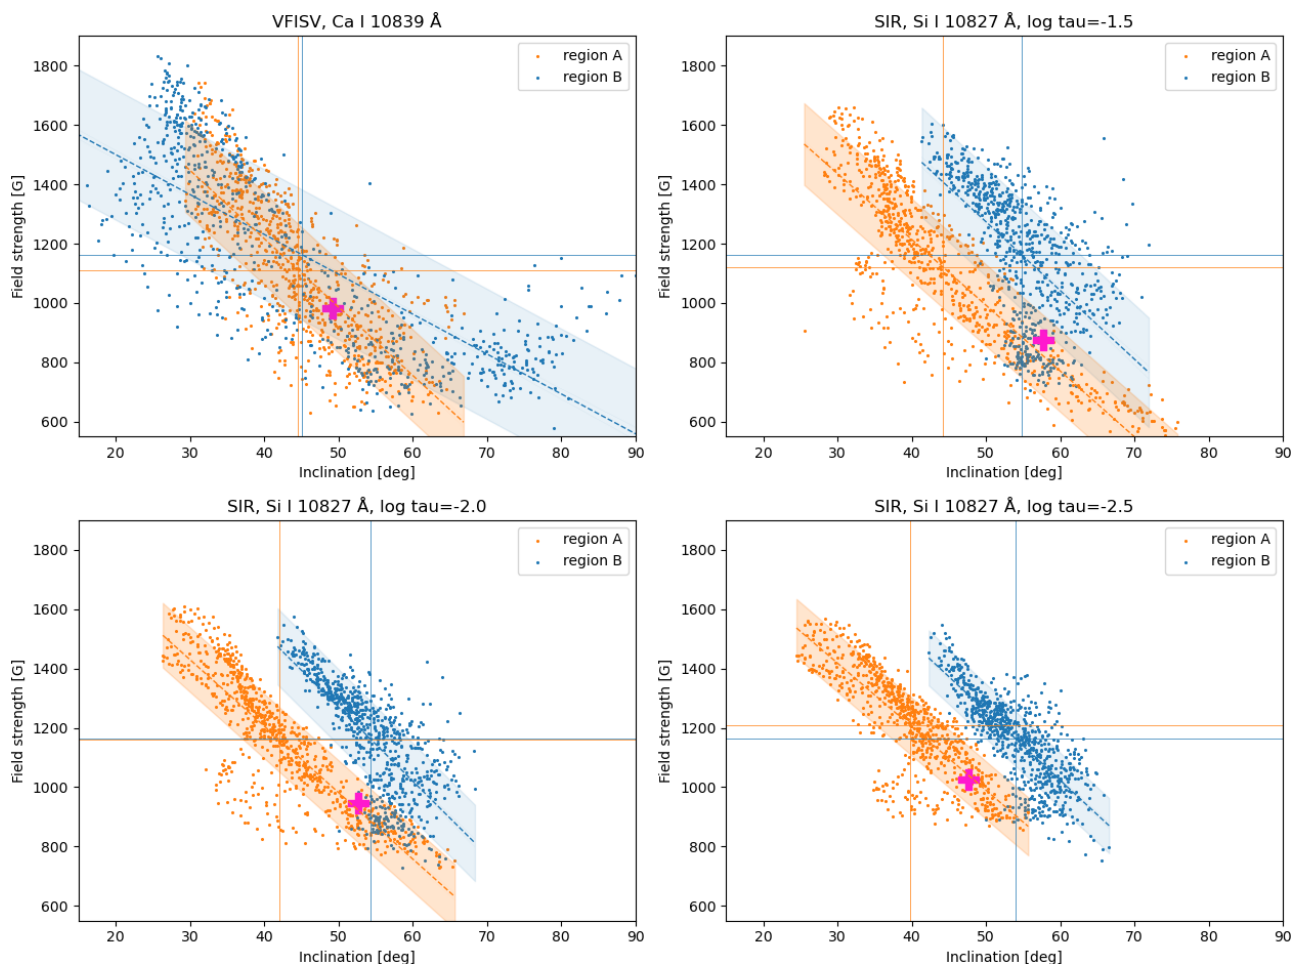 VFISV, Ca I 10839 Å
region A
region B
1800
1600
1400
1200
1000
800
600
Field strength [G]
20 30 40 50 60 70 80 90
Inclination [deg]
SIR, Si I 10827 Å, log tau=-1.5
region A
region B
1800
1600
1400
1200
1000
800
600
Field strength [G]
20 30 40 50 60 70 80 90
Inclination [deg]
SIR, Si I 10827 Å, log tau=-2.0
region A
region B
1800
1600
1400
1200
1000
800
600
Field strength [G]
20 30 40 50 60 70 80 90
Inclination [deg]
SIR, Si I 10827 Å, log tau=-2.5
region A
region B
1800
1600
1400
1200
1000
800
600
Field strength [G]
20 30 40 50 60 70 80 90
Inclination [deg]